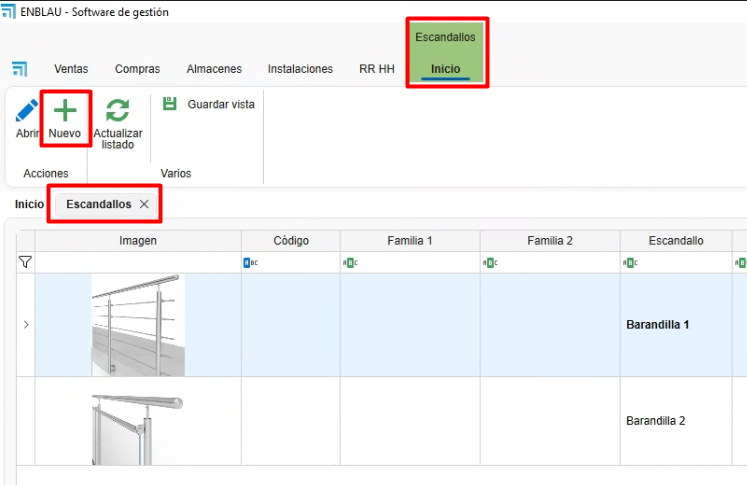 ENBLAU - Software de gestión
Escandallos
Ventas Compras Almacenes Instalaciones RR HH Inicio
Guardar vista
Abrir Nuevo Actualizar listado
Acciones Varios
Inicio Escandallos
Imagen Código Familia 1 Familia 2 Escandallo
ABC ABC ABC ABC
Barandilla 1
Barandilla 2